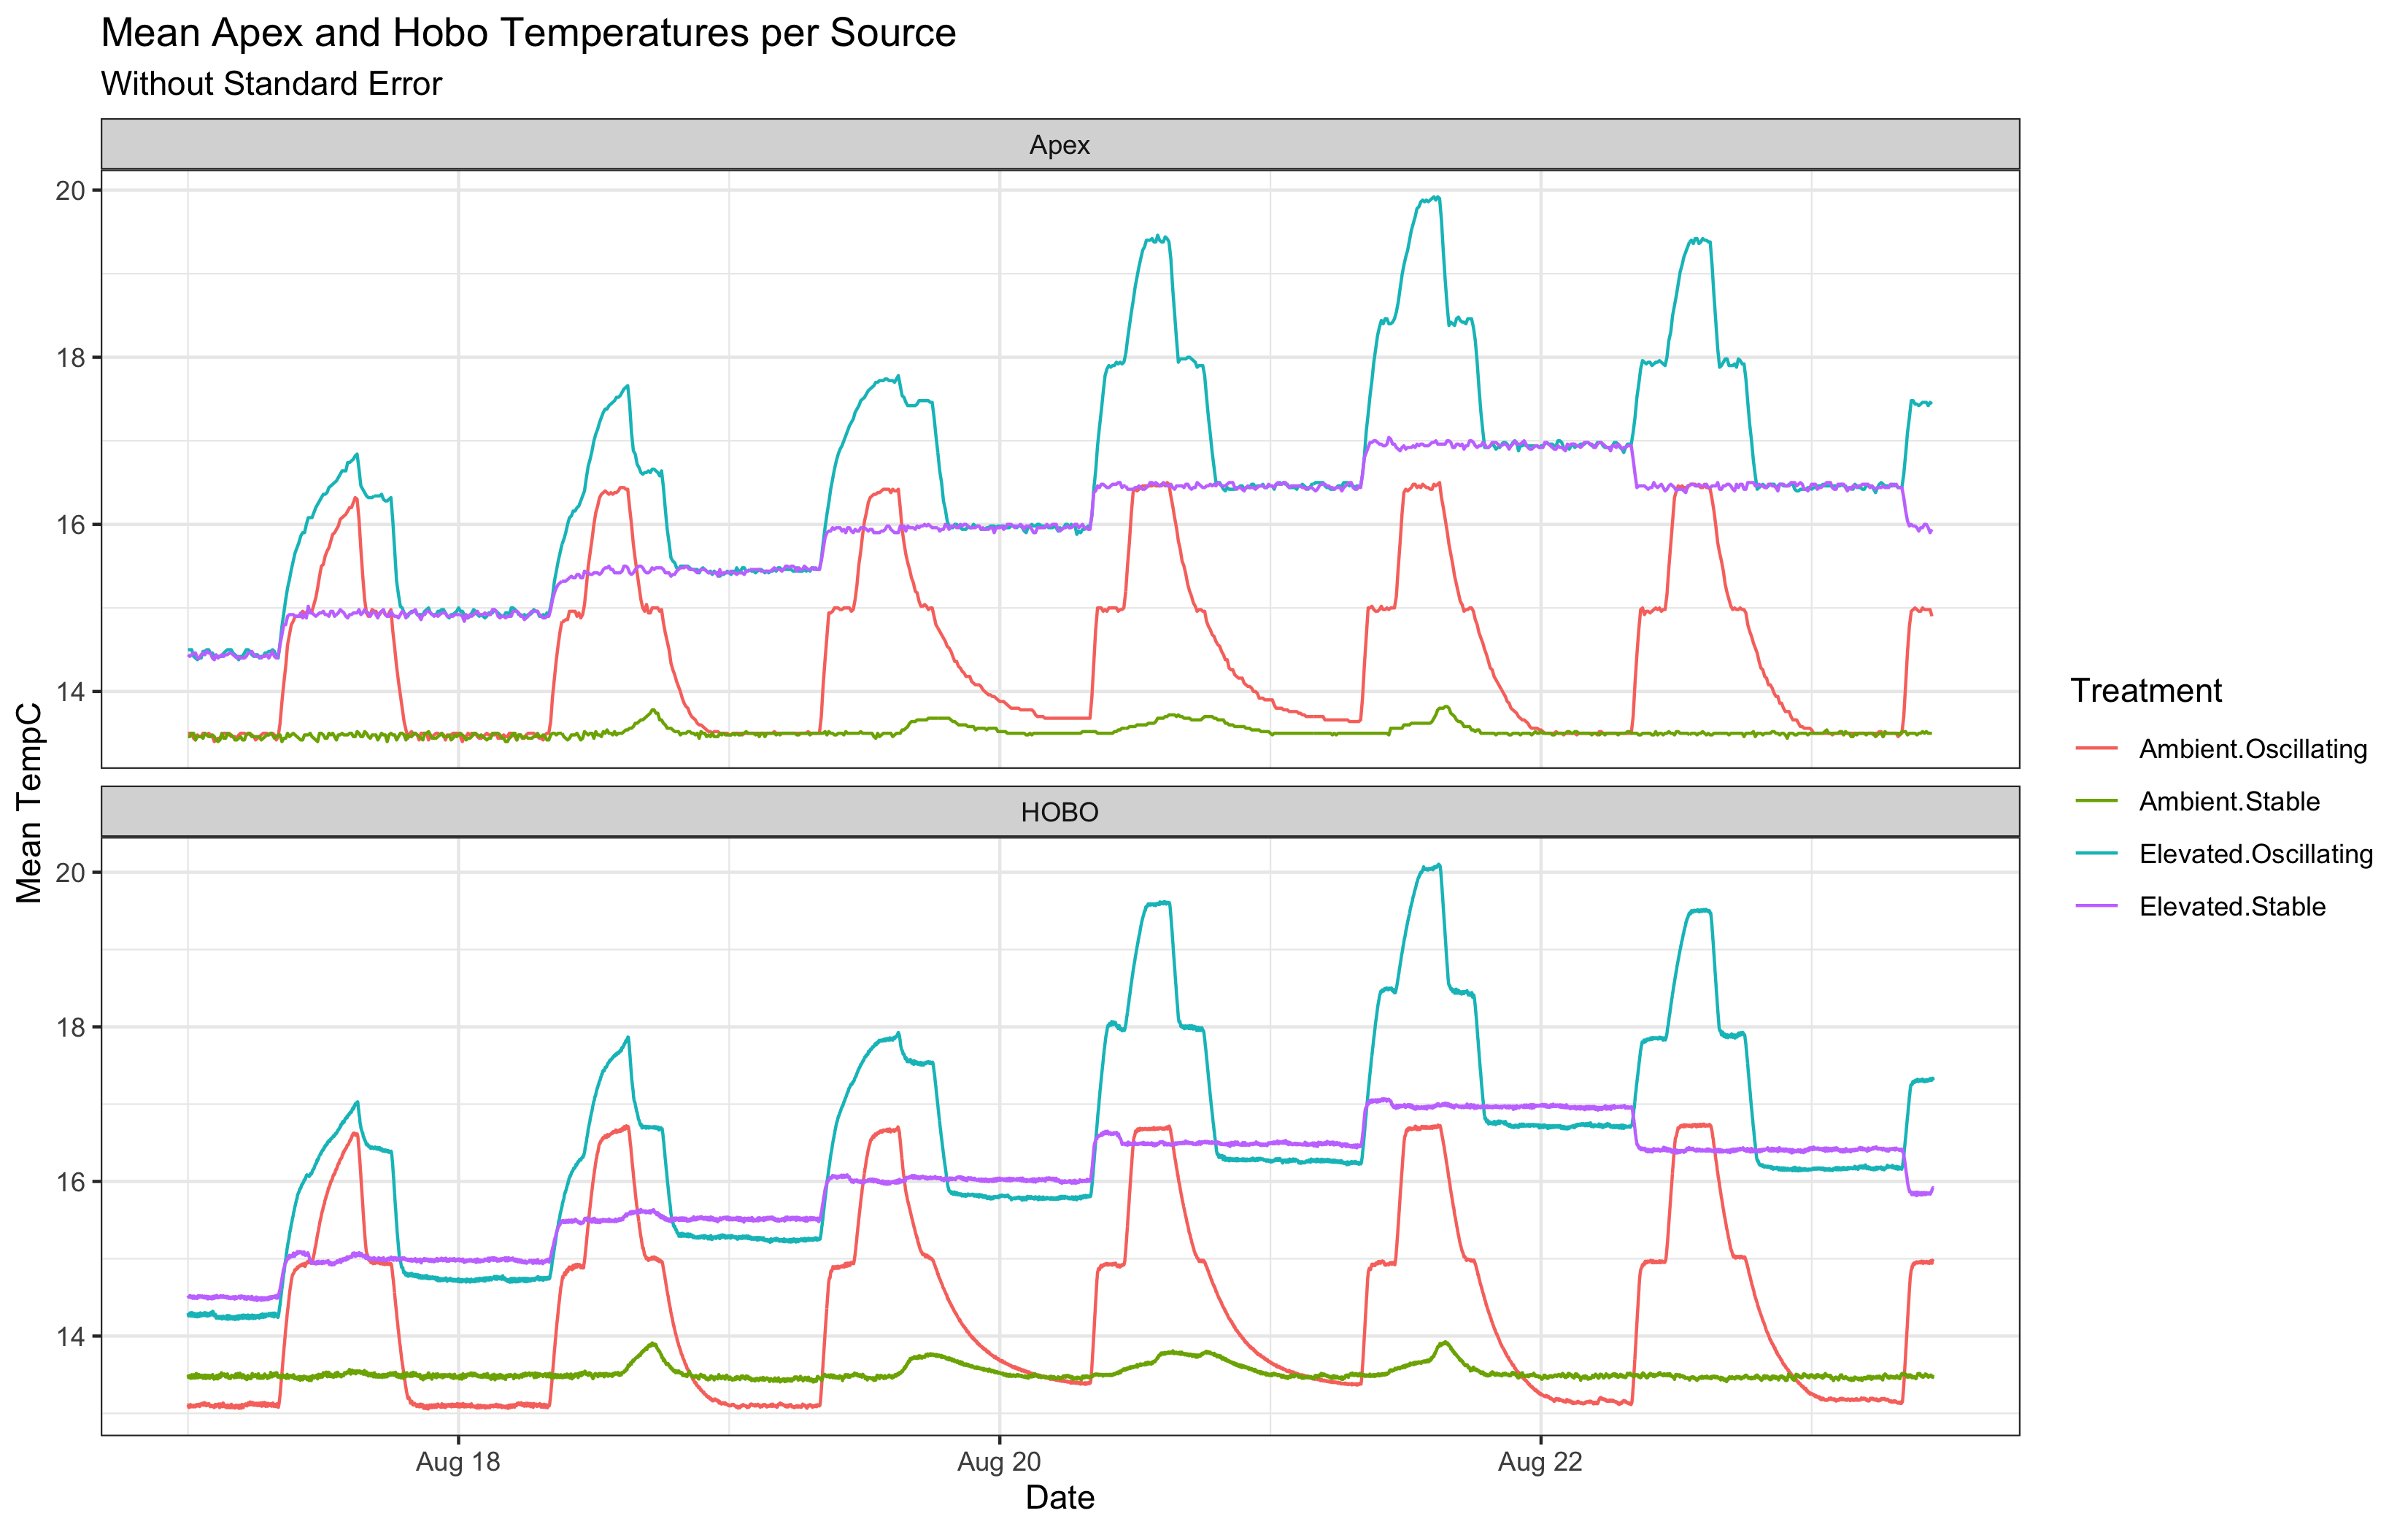 Mean Apex and Hobo Temperatures per Source
Without Standard Error
Apex
20
18
16
14
HOBO
20
18
16
14
Mean TempC
Aug 18
Aug 20
Aug 22
Date
Treatment
Ambient.Oscillating
Ambient.Stable
Elevated.Oscillating
Elevated.Stable